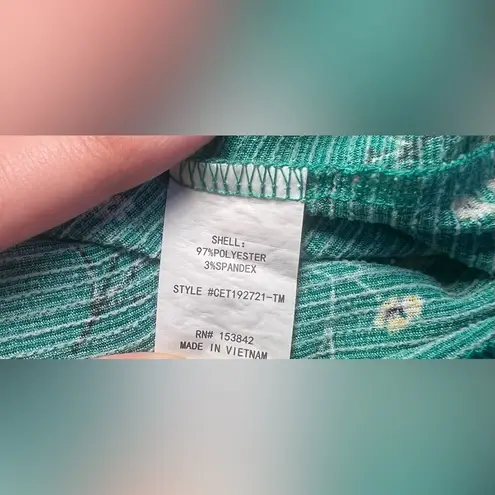 SHELL:
97%POLYESTER
3%SPANDEX
STYLE #CET192721-TM
RN# 153842
MADE IN VIETNAM